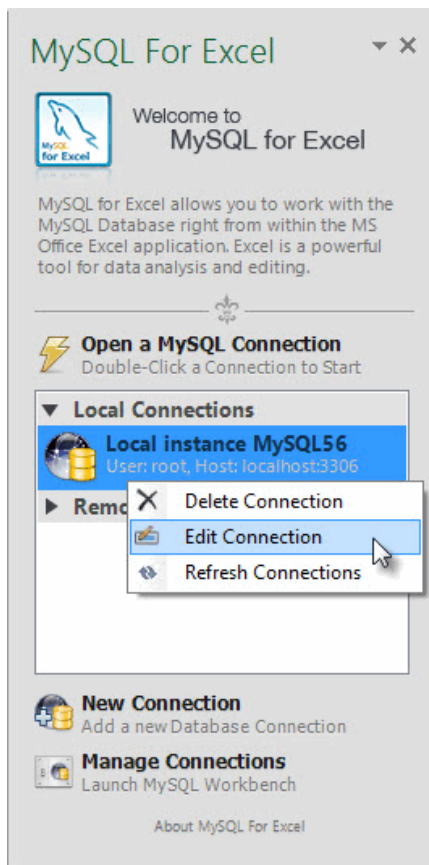 MySQL For Excel
Welcome to
MySQL for Excel
MySQL
for Excel
MySQL for Excel allows you to work with the
MySQL Database right from within the MS
Office Excel application. Excel is a powerful
tool for data analysis and editing.
Open a MySQL Connection
Double-Click a Connection to Start
Local Connections
Local instance MySQL56
User: root, Host: localhost:3306
Delete Connection
Edit Connection
Refresh Connections
New Connection
Add a new Database Connection
Manage Connections
Launch MySQL Workbench
About MySQL For Excel